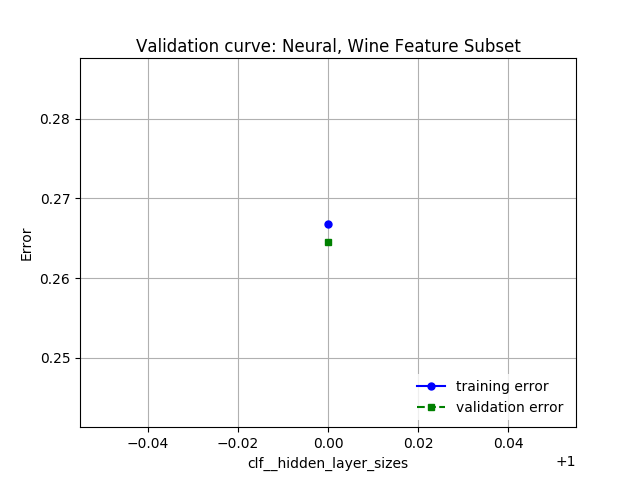 Validation curve: Neural, Wine Feature Subset
0.28
0.27
0.26
0.25
Error
training error
validation error
−0.04 −0.02 0.00 0.02 0.04
clf__hidden_layer_sizes
+1